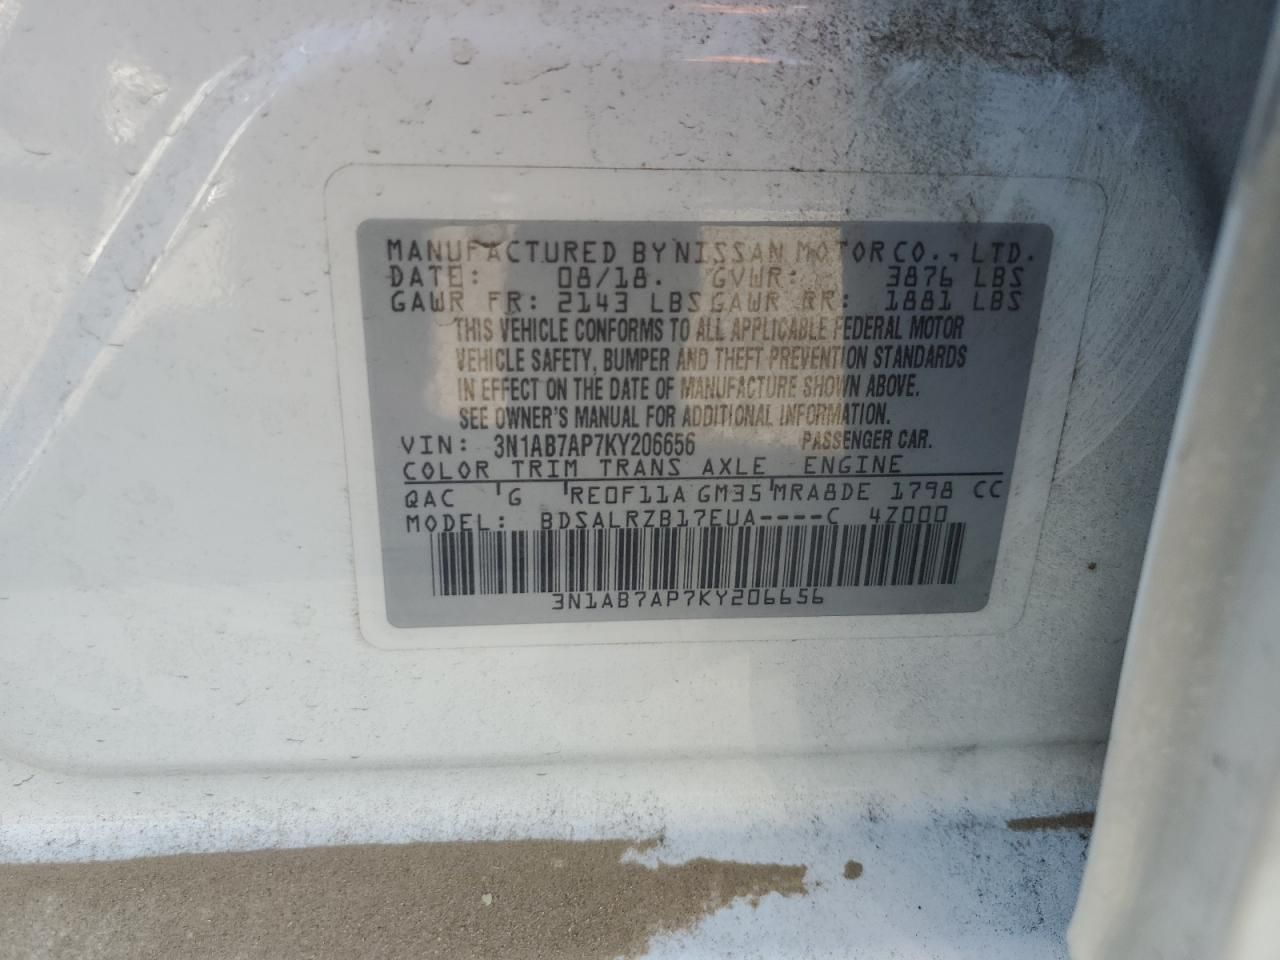 MANUFACTURED BY NISSAN MOTOR CO., LTD.
DATE: 08/18. GVWR: 3876 LBS
GAWR FR: 2143 LBS GAWR RR: 1881 LBS
THIS VEHICLE CONFORMS TO ALL APPLICABLE FEDERAL MOTOR
VEHICLE SAFETY, BUMPER AND THEFT PREVENTION STANDARDS
IN EFFECT ON THE DATE OF MANUFACTURE SHOWN ABOVE.
SEE OWNER'S MANUAL FOR ADDITIONAL INFORMATION.
VIN: 3N1AB7AP7KY206656 PASSENGER CAR.
COLOR TRIM TRANS AXLE ENGINE
QAC G RE0F11A GM35 MRA8DE 1798 CC
MODEL: BDSALRZB17EUA----C 4Z000
3N1AB7AP7KY206656